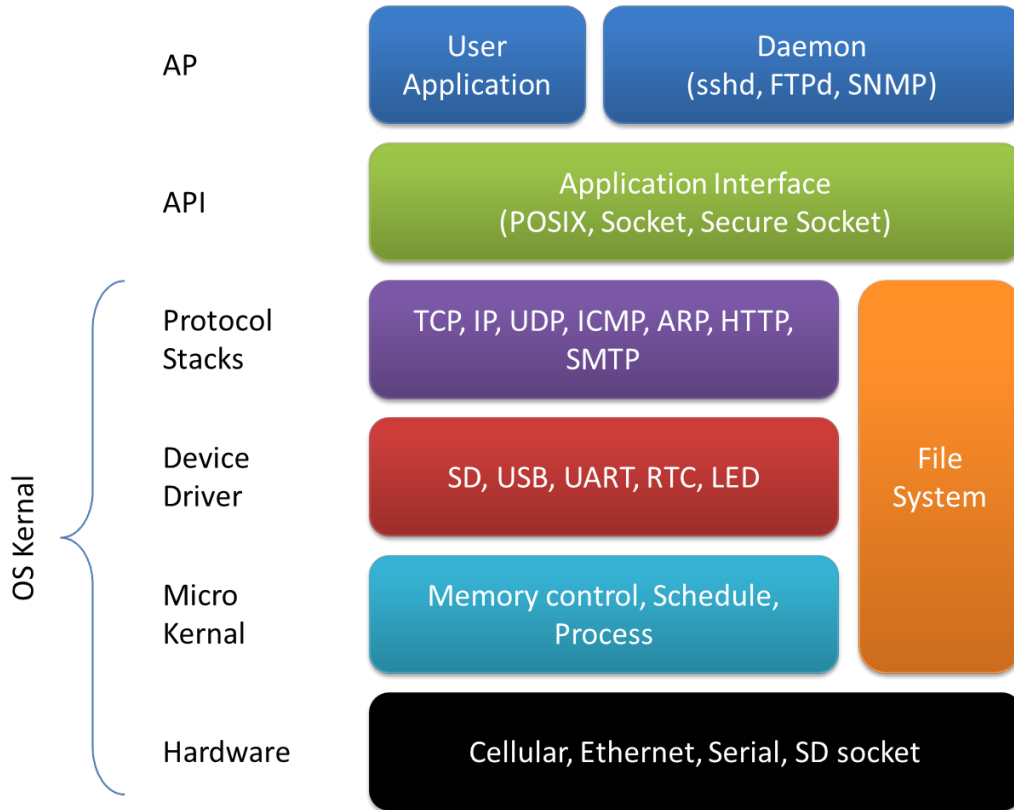 AP
User
Application
Daemon
(sshd, FTPd, SNMP)
API
Application Interface
(POSIX, Socket, Secure Socket)
OS Kernal
Protocol
Stacks
TCP, IP, UDP, ICMP, ARP, HTTP,
SMTP
Device
Driver
SD, USB, UART, RTC, LED
File
System
Micro
Kernal
Memory control, Schedule,
Process
Hardware
Cellular, Ethernet, Serial, SD socket